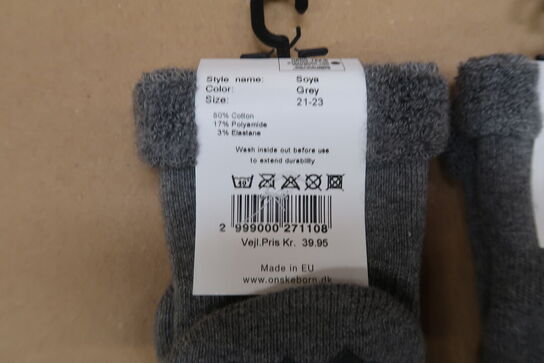 Style name: Soya
Color: Grey
Size: 21-23
80% Cotton
17% Polyamide
3% Elastane
Wash inside out before use
to extend durability
2 999000 271108
Vejl.Pris Kr. 39.95
Made in EU
www.onskeborn.dk